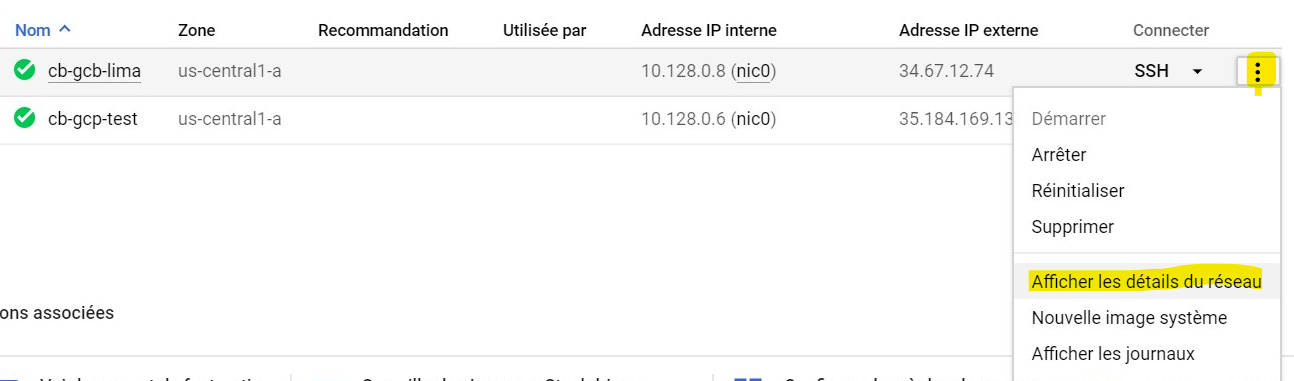 Nom Zone Recommandation Utilisée par Adresse IP interne Adresse IP externe Connecter
cb-gcb-lima us-central1-a 10.128.0.8 (nic0) 34.67.12.74 SSH
cb-gcp-test us-central1-a 10.128.0.6 (nic0) 35.184.169.13
Démarrer
Arrêter
Réinitialiser
Supprimer
Afficher les détails du réseau
Nouvelle image système
Afficher les journaux
ons associées